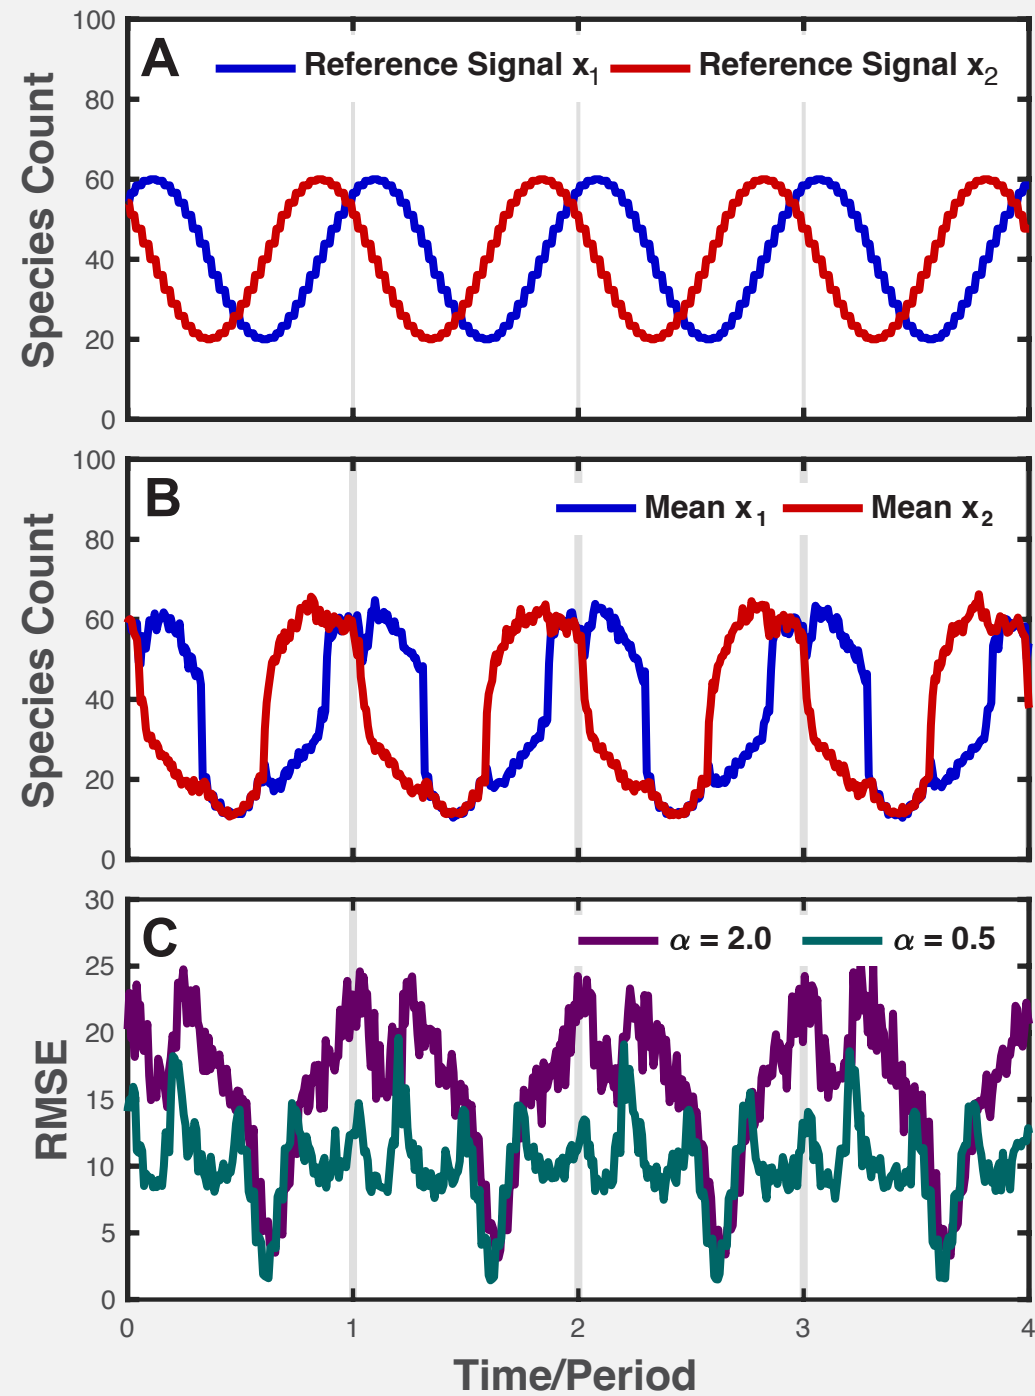 A
Reference Signal x1 Reference Signal x2
Species Count
100
80
60
40
20
0
B
Mean x1 Mean x2
Species Count
100
80
60
40
20
0
C
α = 2.0 α = 0.5
RMSE
30
25
20
15
10
5
0
0 1 2 3 4
Time/Period